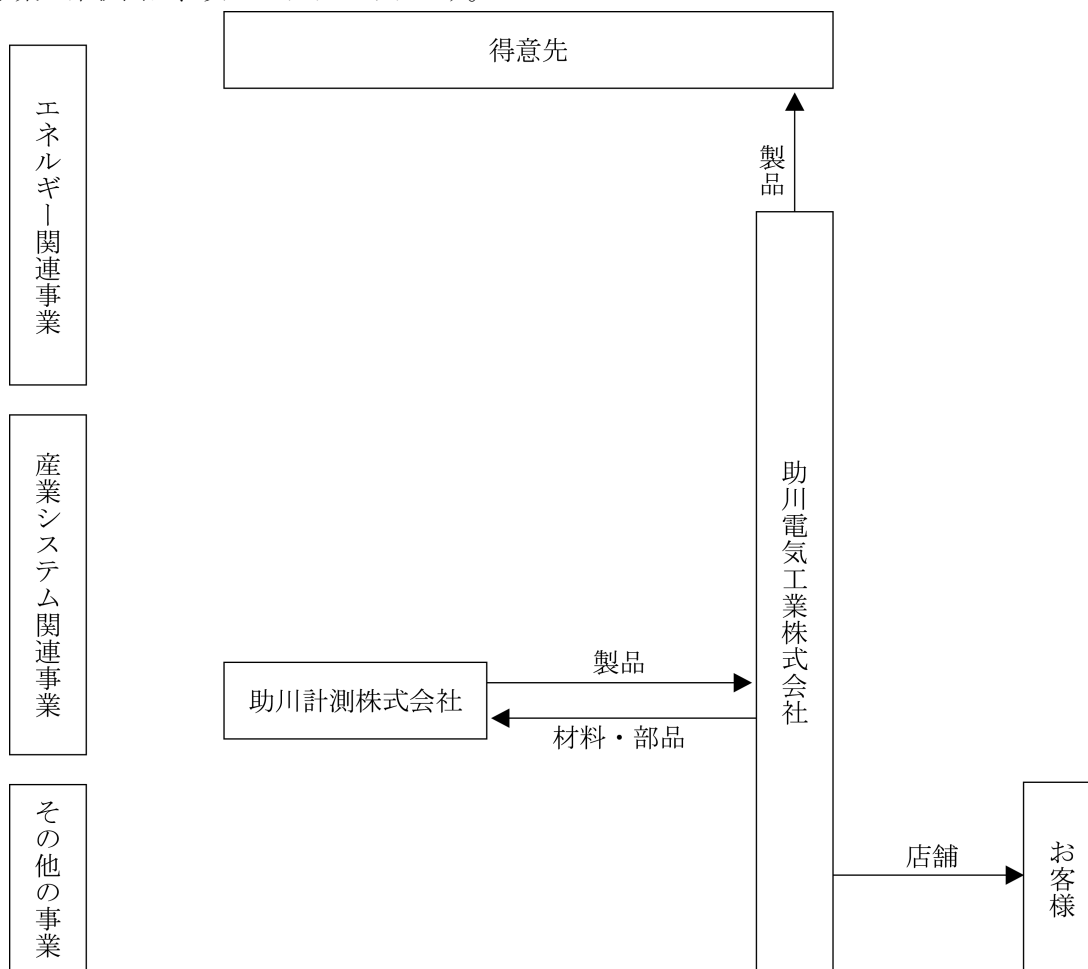 得意先
エネルギー関連事業
製品
産業システム関連事業
助川電気工業株式会社
製品
助川計測株式会社
材料・部品
その他の事業
店舗
お客様